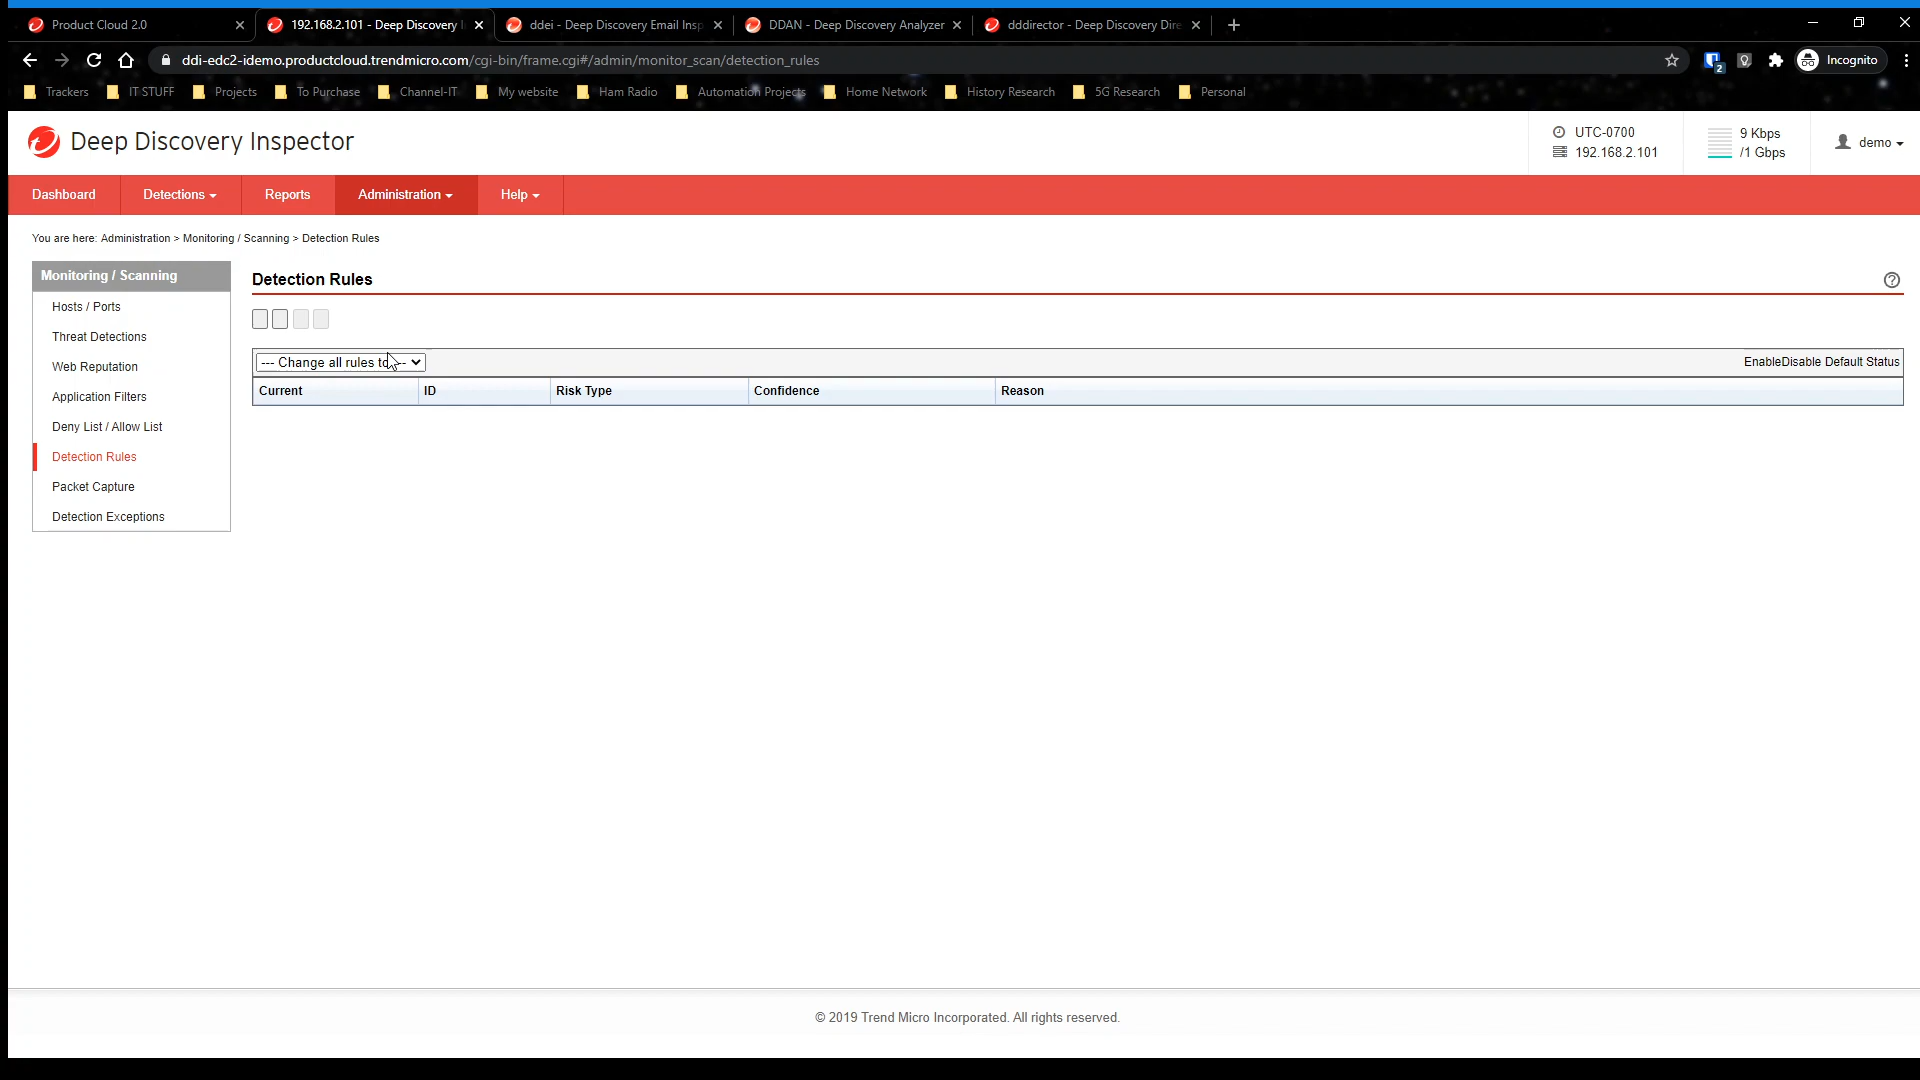 Product Cloud 2.0
192.168.2.101 - Deep Discovery I
ddei - Deep Discovery Email Insp
DDAN - Deep Discovery Analyzer
dddirector - Deep Discovery Dire
ddi-edc2-idemo.productcloud.trendmicro.com/cgi-bin/frame.cgi#/admin/monitor_scan/detection_rules
2
Incognito
Trackers
IT STUFF
Projects
To Purchase
Channel-IT
My website
Ham Radio
Automation Projects
Home Network
History Research
5G Research
Personal
Deep Discovery Inspector
UTC-0700
192.168.2.101
9 Kbps
/1 Gbps
demo
Dashboard
Detections
Reports
Administration
Help
You are here: Administration > Monitoring / Scanning > Detection Rules
Monitoring / Scanning
Hosts / Ports
Threat Detections
Web Reputation
Application Filters
Deny List / Allow List
Detection Rules
Packet Capture
Detection Exceptions
Detection Rules
--- Change all rules to ---
EnableDisable Default Status
Current
ID
Risk Type
Confidence
Reason
© 2019 Trend Micro Incorporated. All rights reserved.